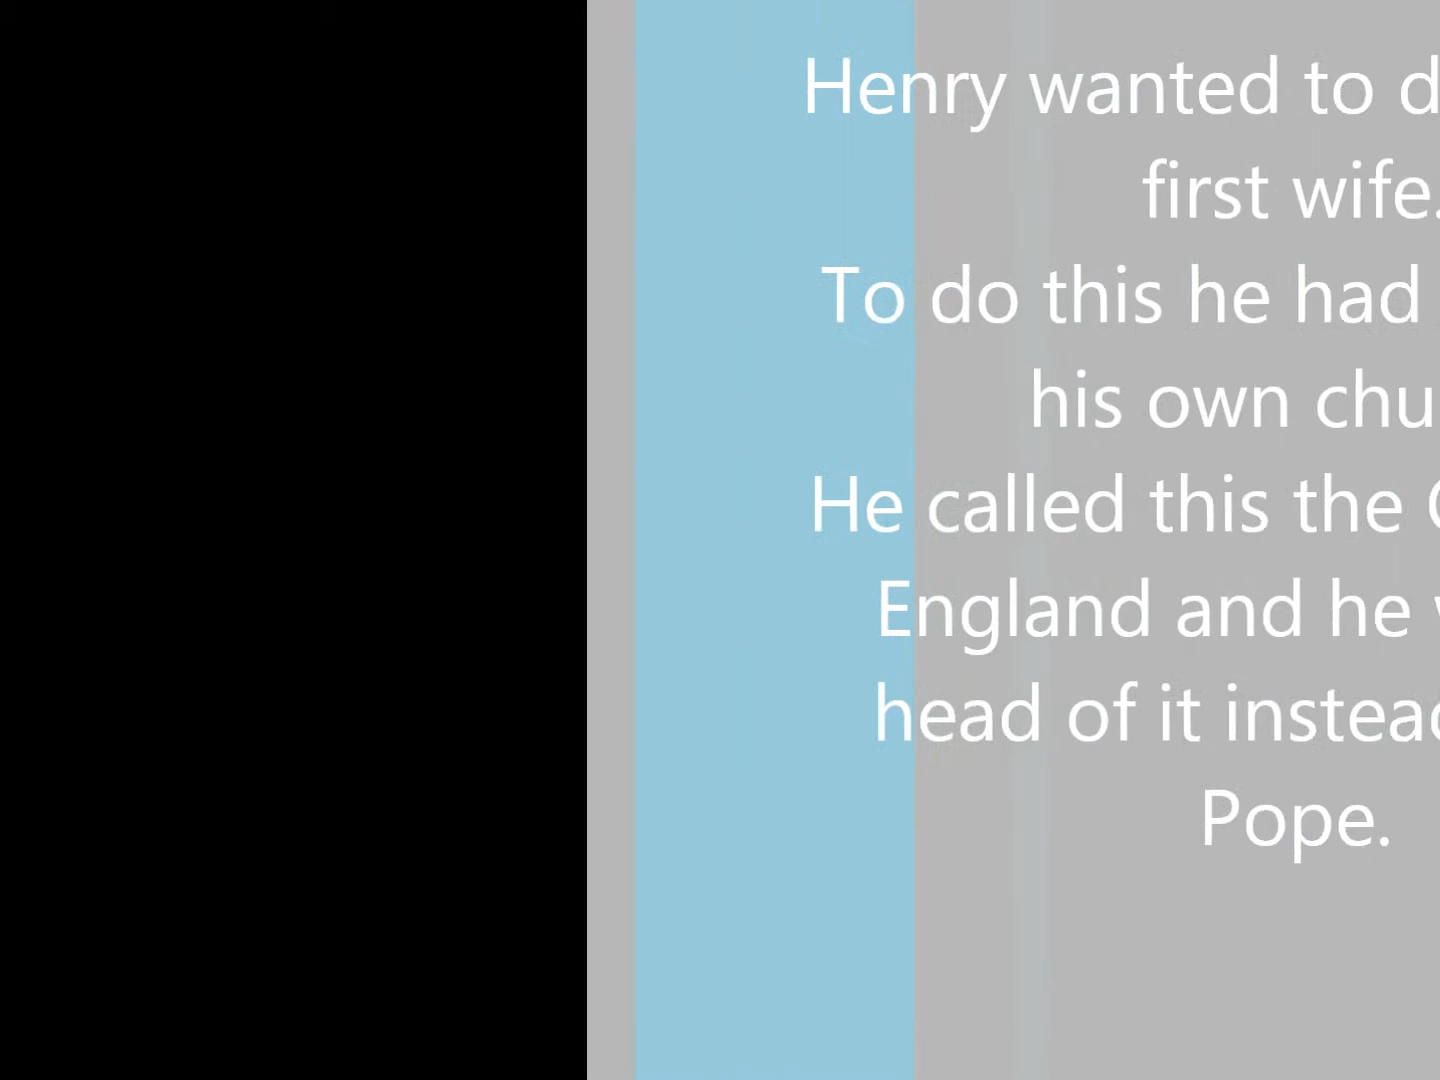 Henry wanted to d
first wife.
To do this he had
his own chu
He called this the
England and he
head of it instead
Pope.